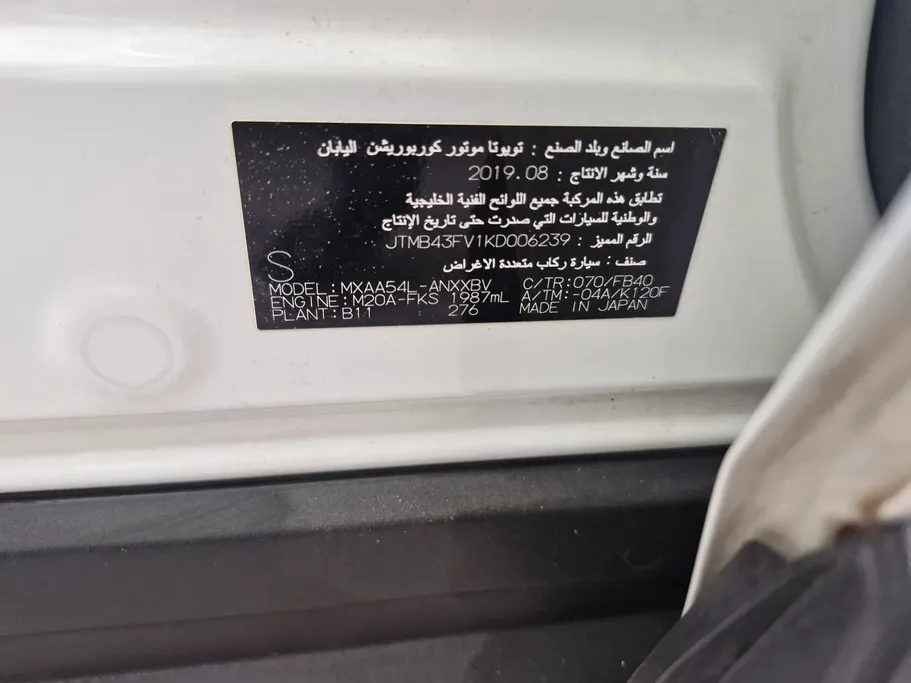 اسم الصانع وبلد الصنع : تويوتا موتور كوربوريشن اليابان
سنة وشهر الانتاج : 2019.08
تطابق هذه المركبة جميع اللوائح الفنية الخليجية
والوطنية للسيارات التي صدرت حتى تاريخ الإنتاج
الرقم المميز : JTMB43FV1KD006239
صنف : سيارة ركاب متعددة الاغراض
S
MODEL:MXAA54L-ANXXBV C/TR:070/FB40
ENGINE:M20A-FKS 1987mL A/TM:-04A/K120F
PLANT:B11 276 MADE IN JAPAN